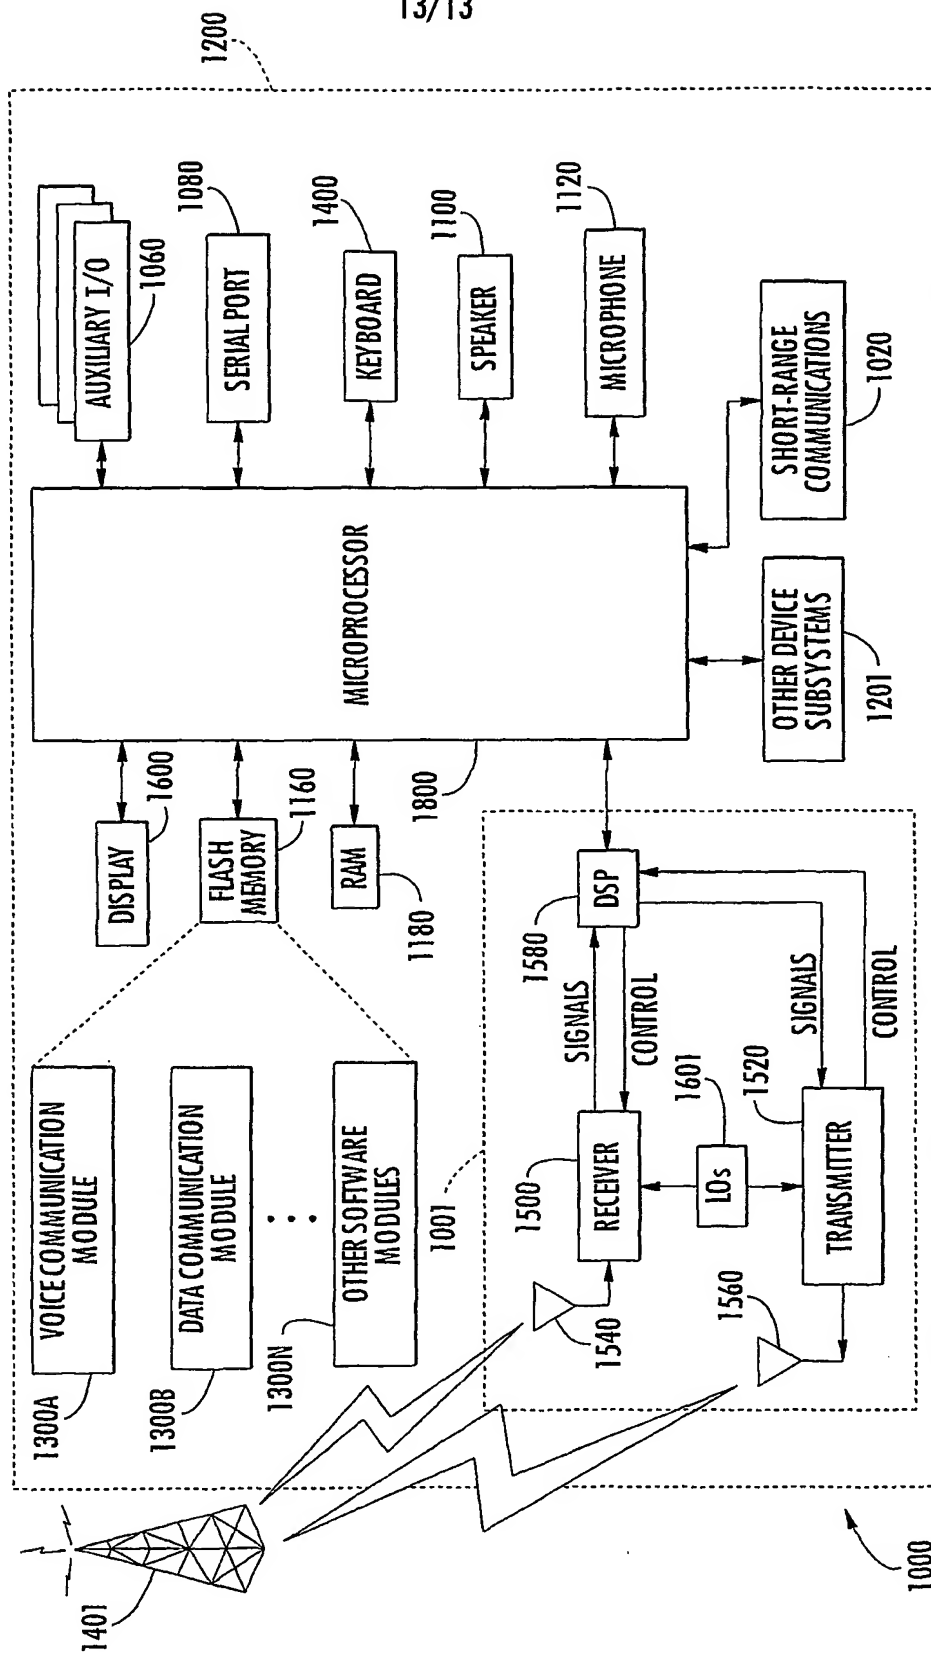 13/13
1200
AUXILIARY I/O
1060
SERIAL PORT
1080
KEYBOARD
1400
SPEAKER
1100
MICROPHONE
1120
SHORT-RANGE
COMMUNICATIONS
1020
MICROPROCESSOR
1800
OTHER DEVICE
SUBSYSTEMS
1201
DISPLAY
1600
FLASH
MEMORY
1160
RAM
1180
VOICE COMMUNICATION
MODULE
1300A
DATA COMMUNICATION
MODULE
1300B
OTHER SOFTWARE
MODULES
1300N
1001
DSP
1580
SIGNALS
CONTROL
RECEIVER
1500
LOs
1601
SIGNALS
CONTROL
TRANSMITTER
1520
1540
1560
1401
1000